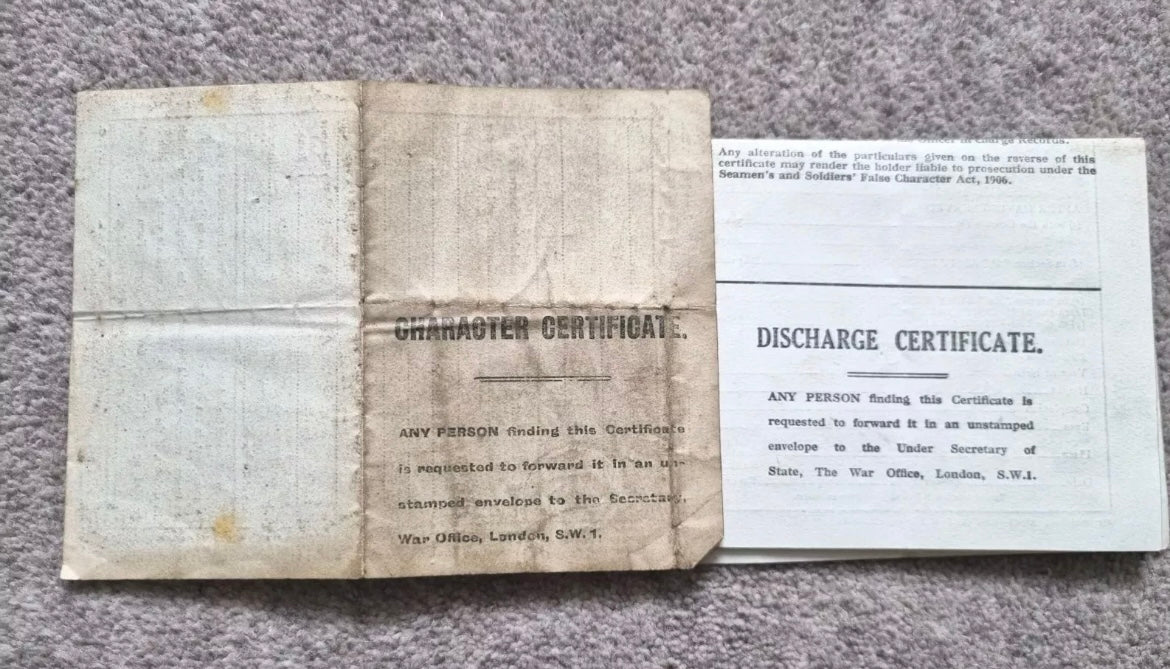 CHARACTER CERTIFICATE.
ANY PERSON finding this Certificate
is requested to forward it in an un-
stamped envelope to the Secretary,
War Office, London, S.W.1.
Officer in charge Records.
Any alteration of the particulars given on the reverse of this
certificate may render the holder liable to prosecution under the
Seamen's and Soldiers' False Character Act, 1906.
DISCHARGE CERTIFICATE.
ANY PERSON finding this Certificate is
requested to forward it in an unstamped
envelope to the Under Secretary of
State, The War Office, London, S.W.1.